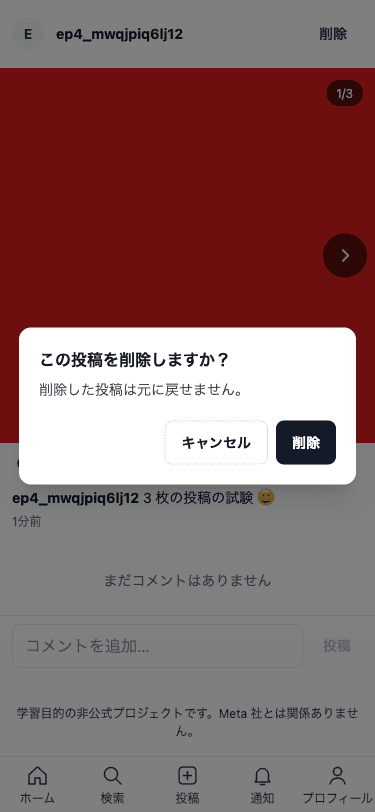 E ep4_mwqjpiq6lj12 削除
1/3
この投稿を削除しますか？
削除した投稿は元に戻せません。
キャンセル 削除
ep4_mwqjpiq6lj12 3 枚の投稿の試験 😀
1分前
まだコメントはありません
コメントを追加... 投稿
学習目的の非公式プロジェクトです。Meta 社とは関係ありませ
ん。
ホーム 検索 投稿 通知 プロフィール